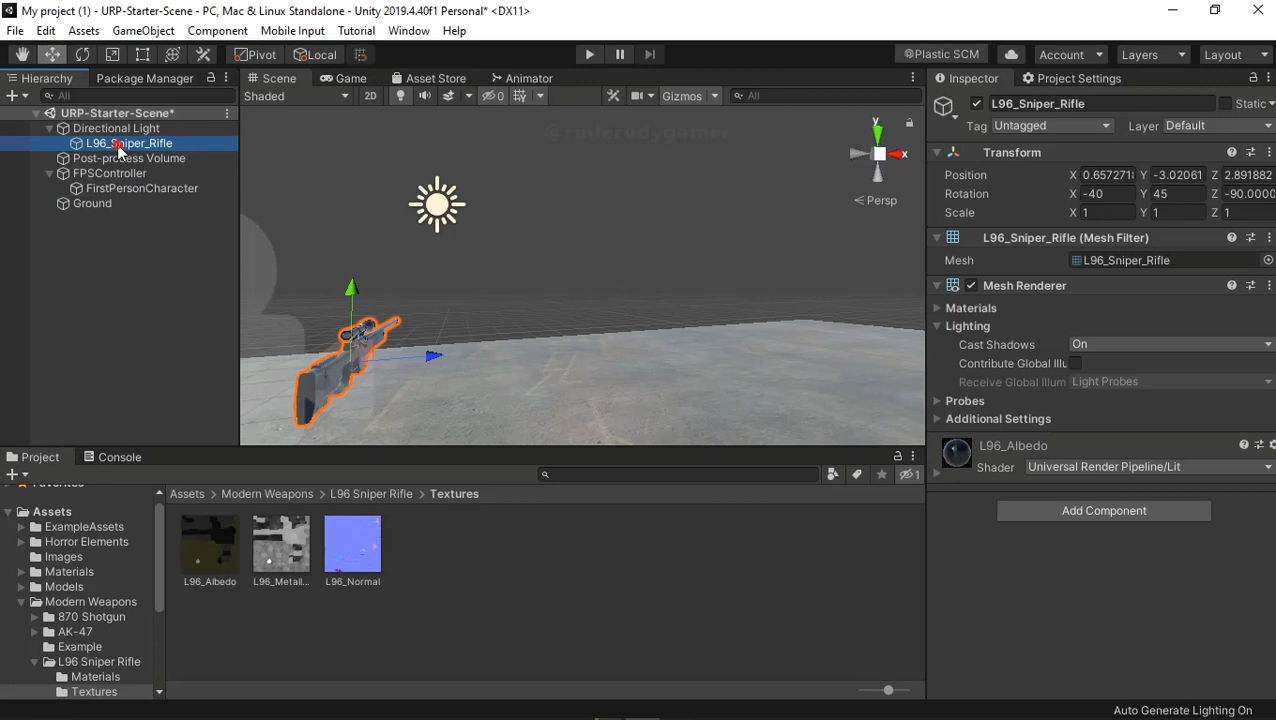 My project (1) - URP-Starter-Scene - PC, Mac & Linux Standalone - Unity 2019.4.40f1 Personal* <DX11>
File Edit Assets GameObject Component Mobile Input Tutorial Window Help
Pivot Local Plastic SCM Account Layers Layout
Hierarchy Package Manager Scene Game Asset Store Animator Inspector Project Settings
All Shaded 2D 0 Gizmos All L96_Sniper_Rifle Static
URP-Starter-Scene* Tag Untagged Layer Default
Directional Light @ruderudygamer
L96_Sniper_Rifle y x Transform
Post-process Volume
FPSController Position X 0.657271 Y -3.02061 Z 2.891882
FirstPersonCharacter Rotation X -40 Y 45 Z -90.0000
Ground Persp Scale X 1 Y 1 Z 1
L96_Sniper_Rifle (Mesh Filter)
Mesh L96_Sniper_Rifle
Mesh Renderer
Materials
Lighting
Cast Shadows On
Contribute Global Illu
Receive Global Illum Light Probes
Probes
Additional Settings
L96_Albedo
Shader Universal Render Pipeline/Lit
Add Component
Project Console
1
Favorites Assets Modern Weapons L96 Sniper Rifle Textures
Assets
ExampleAssets
Horror Elements
Images
Materials
Models
Modern Weapons
870 Shotgun
AK-47
Example
L96 Sniper Rifle
Materials
Textures
L96_Albedo L96_Metall... L96_Normal
Auto Generate Lighting On